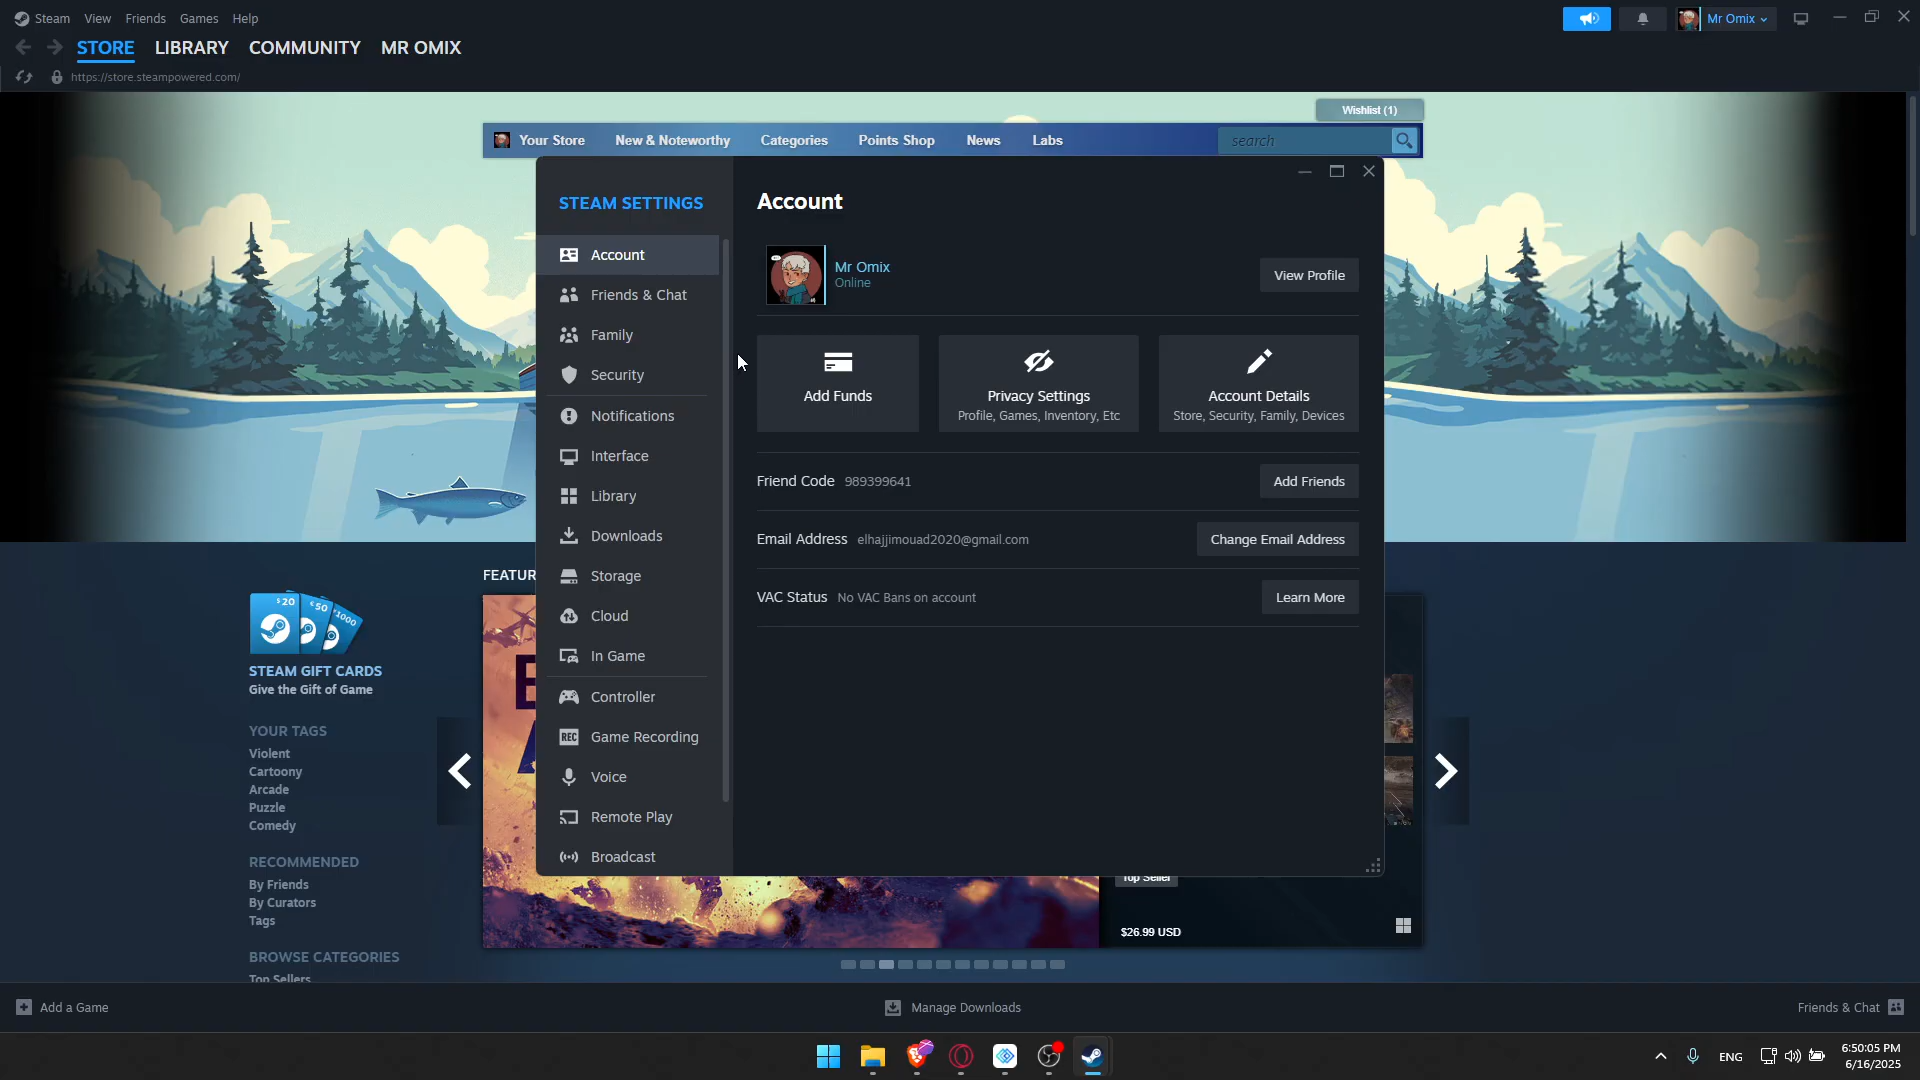 Steam View Friends Games Help
Mr Omix
STORE LIBRARY COMMUNITY MR OMIX
https://store.steampowered.com/
Wishlist (1)
Your Store New & Noteworthy Categories Points Shop News Labs
search
STEAM SETTINGS
Account
Friends & Chat
Family
Security
Notifications
Interface
Library
Downloads
Storage
Cloud
In Game
Controller
REC Game Recording
Voice
Remote Play
Broadcast
Account
Mr Omix
Online
View Profile
Add Funds
Privacy Settings
Profile, Games, Inventory, Etc
Account Details
Store, Security, Family, Devices
Friend Code 989399641
Add Friends
Email Address elhajjimouad2020@gmail.com
Change Email Address
VAC Status No VAC Bans on account
Learn More
FEATUR
$20 €50 ¥1000
STEAM GIFT CARDS
Give the Gift of Game
YOUR TAGS
Violent
Cartoony
Arcade
Puzzle
Comedy
RECOMMENDED
By Friends
By Curators
Tags
BROWSE CATEGORIES
Top Sellers
Top Seller
$26.99 USD
Add a Game
Manage Downloads
Friends & Chat
ENG
6:50:05 PM
6/16/2025